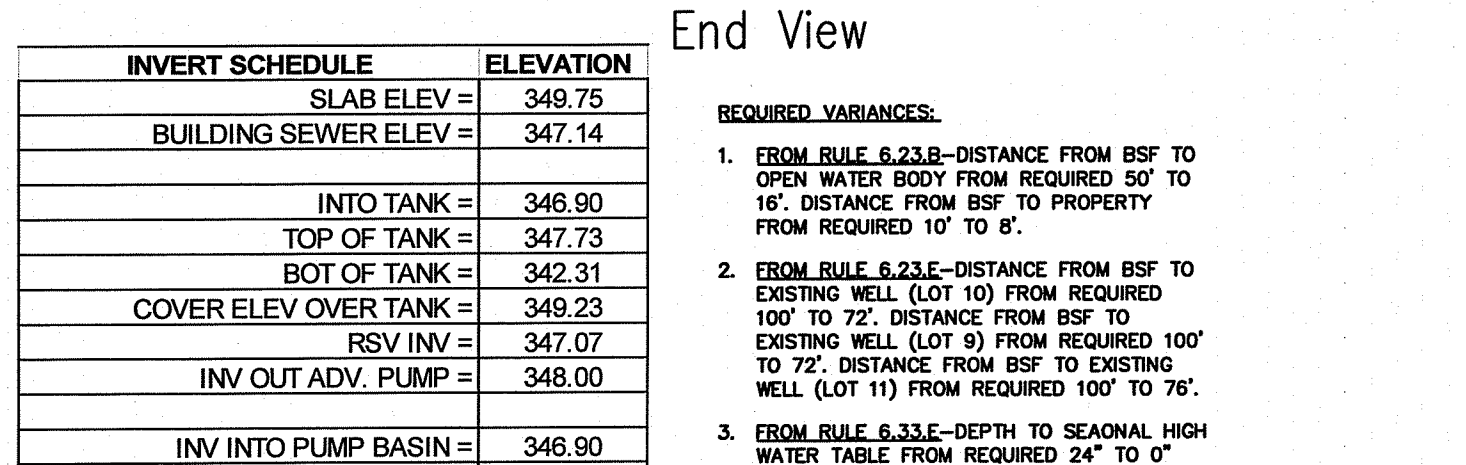 End View
INVERT SCHEDULE ELEVATION
SLAB ELEV = 349.75
BUILDING SEWER ELEV = 347.14
INTO TANK = 346.90
TOP OF TANK = 347.73
BOT OF TANK = 342.31
COVER ELEV OVER TANK = 349.23
RSV INV = 347.07
INV OUT ADV. PUMP = 348.00
INV INTO PUMP BASIN = 346.90
REQUIRED VARIANCES:
1. FROM RULE 6.23.B-DISTANCE FROM BSF TO
OPEN WATER BODY FROM REQUIRED 50' TO
16'. DISTANCE FROM BSF TO PROPERTY
FROM REQUIRED 10' TO 8'.
2. FROM RULE 6.23.E-DISTANCE FROM BSF TO
EXISTING WELL (LOT 10) FROM REQUIRED
100' TO 72'. DISTANCE FROM BSF TO
EXISTING WELL (LOT 9) FROM REQUIRED 100'
TO 72'. DISTANCE FROM BSF TO EXISTING
WELL (LOT 11) FROM REQUIRED 100' TO 76'.
3. FROM RULE 6.33.E-DEPTH TO SEAONAL HIGH
WATER TABLE FROM REQUIRED 24" TO 0"